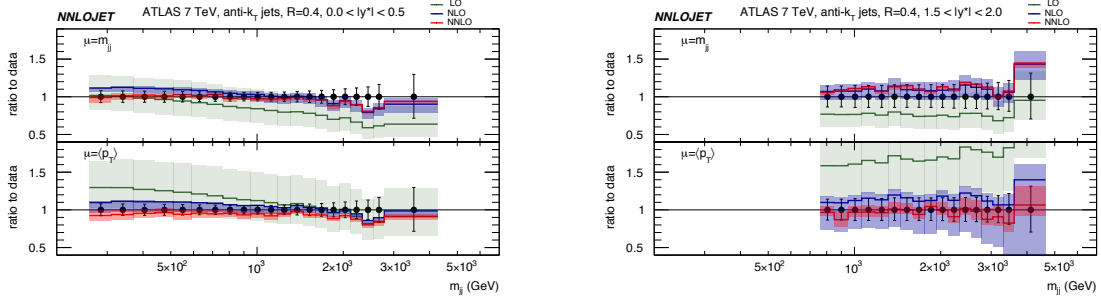 NNLOJET ATLAS 7 TeV, anti-k_T jets, R=0.4, 0.0 < |y*| < 0.5
LO
NLO
NNLO
μ=m_jj
ratio to data
1.5
1
0.5
μ=⟨p_T⟩
ratio to data
1.5
1
0.5
5×10² 10³ 2×10³ 3×10³ 5×10³
m_jj (GeV)
NNLOJET ATLAS 7 TeV, anti-k_T jets, R=0.4, 1.5 < |y*| < 2.0
LO
NLO
NNLO
μ=m_jj
ratio to data
1.5
1
0.5
μ=⟨p_T⟩
ratio to data
1.5
1
0.5
5×10² 10³ 2×10³ 3×10³ 5×10³
m_jj (GeV)